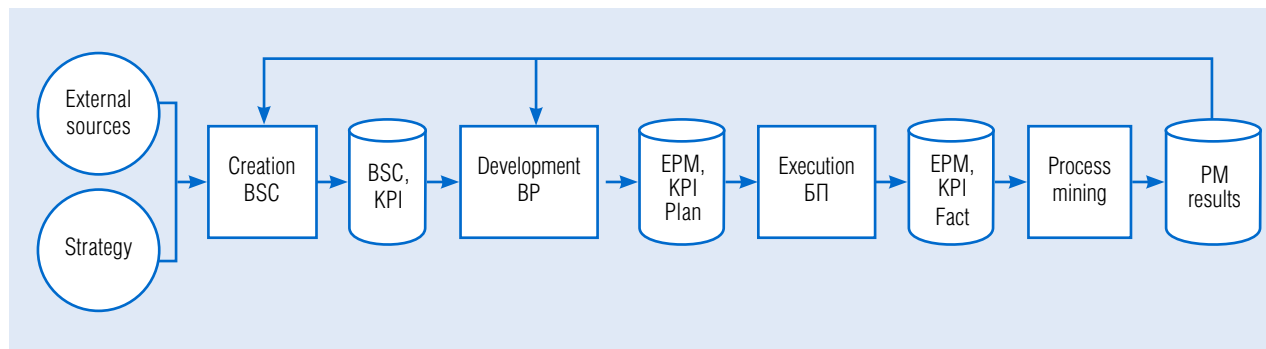 External
sources
Strategy
Creation
BSC
BSC,
KPI
Development
BP
EPM,
KPI
Plan
Execution
БП
EPM,
KPI
Fact
Process
mining
PM
results